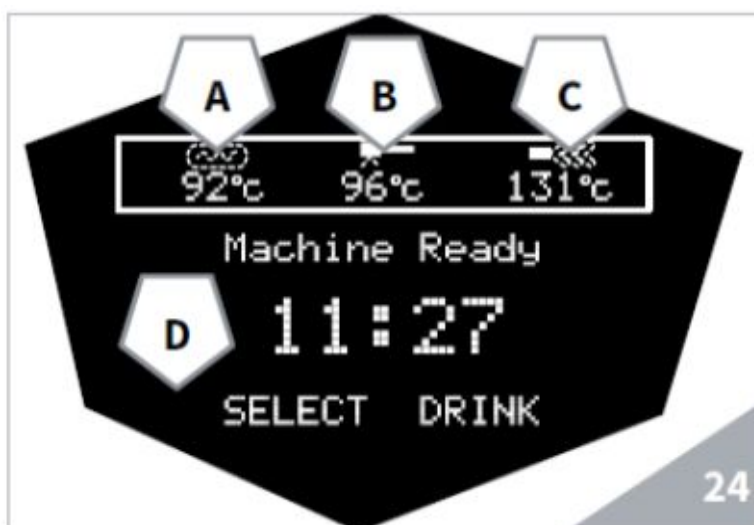 A B C
92°c 96°c 131°c
Machine Ready
D
11:27
SELECT DRINK
24